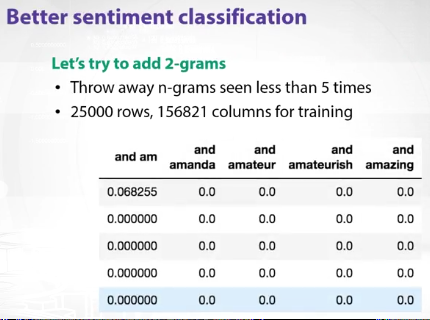 Better sentiment classification
Let's try to add 2-grams
• Throw away n-grams seen less than 5 times
• 25000 rows, 156821 columns for training
and am and amanda and amateur and amateurish and amazing
0.068255 0.0 0.0 0.0 0.0
0.000000 0.0 0.0 0.0 0.0
0.000000 0.0 0.0 0.0 0.0
0.000000 0.0 0.0 0.0 0.0
0.000000 0.0 0.0 0.0 0.0